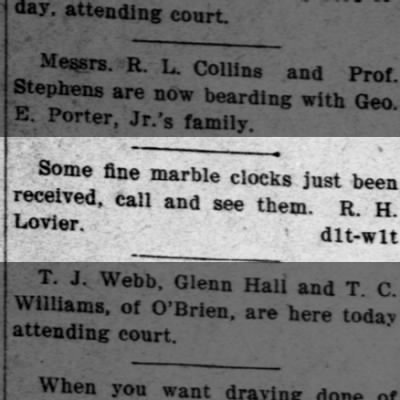 day, attending court.
Messrs. R. L. Collins and Prof.
Stephens are now bearding with Geo.
E. Porter, Jr.'s family.
Some fine marble clocks just been
received, call and see them. R. H.
Lovier. d1t-w1t
T. J. Webb, Glenn Hall and T. C.
Williams, of O'Brien, are here today
attending court.
When you want draying done of